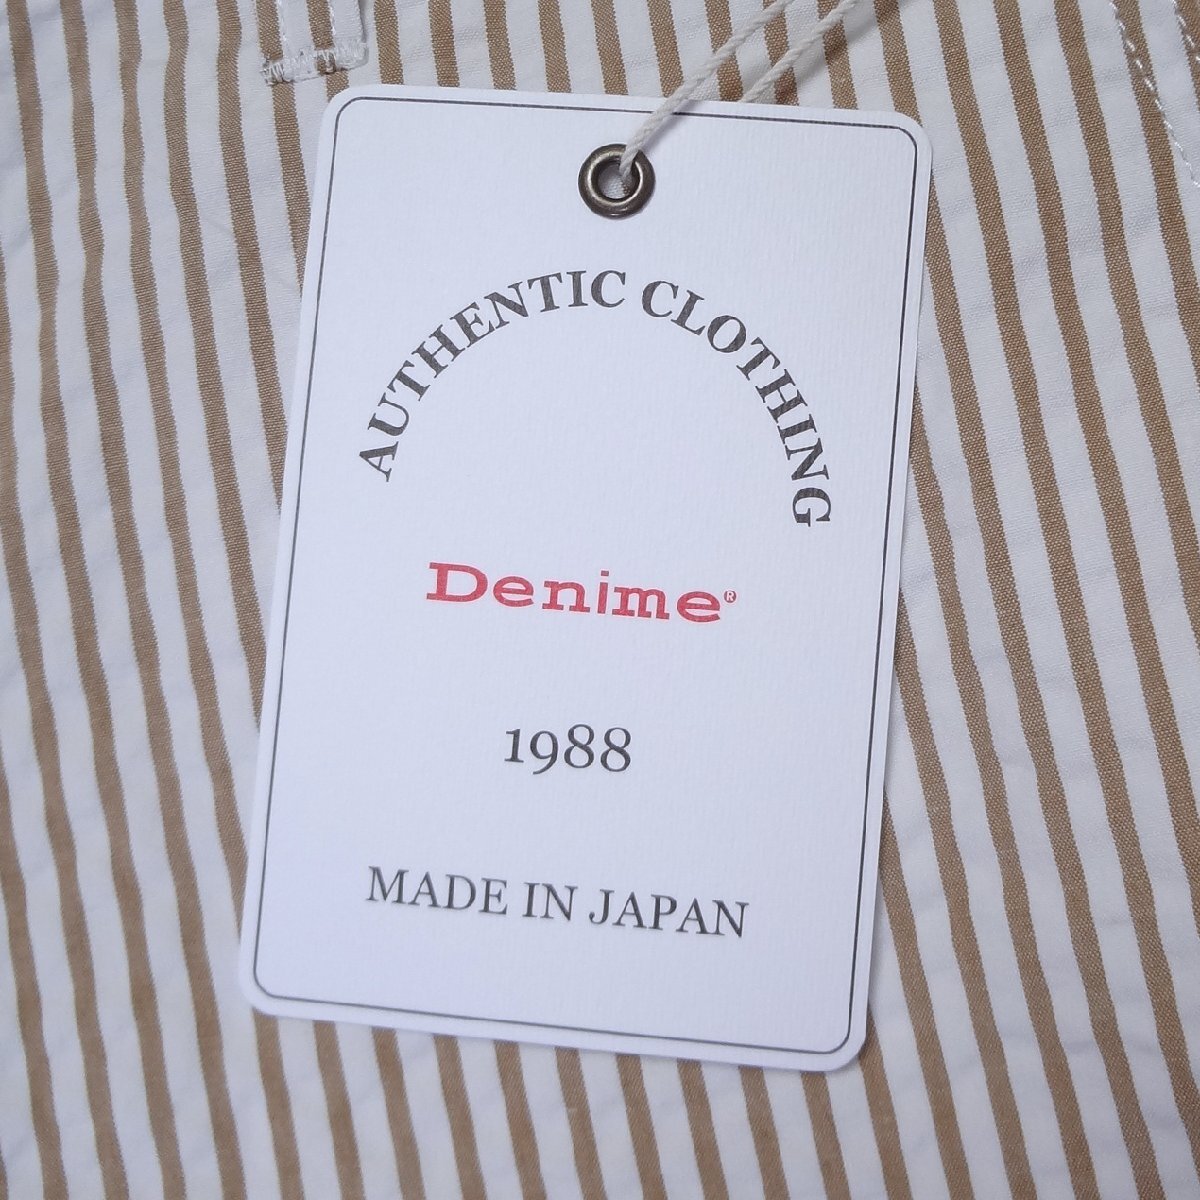 AUTHENTIC CLOTHING
Denime®
1988
MADE IN JAPAN